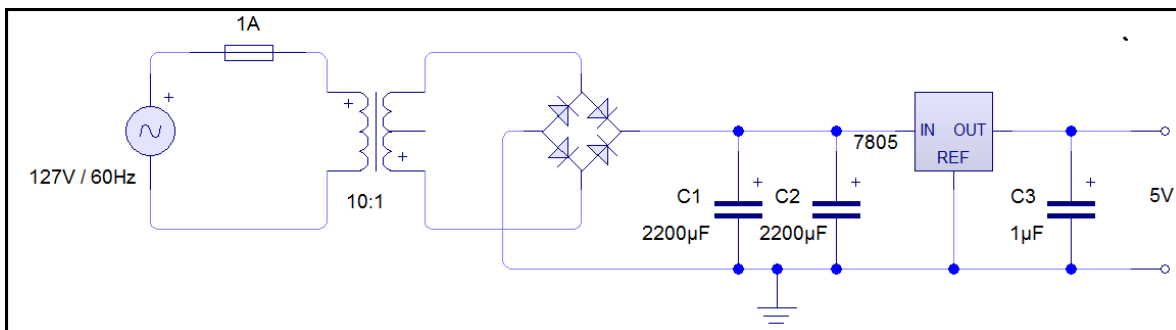 1A
127V / 60Hz
+
+
+
10:1
7805
IN OUT
REF
C1
+
2200µF
C2
+
2200µF
C3
+
1µF
5V